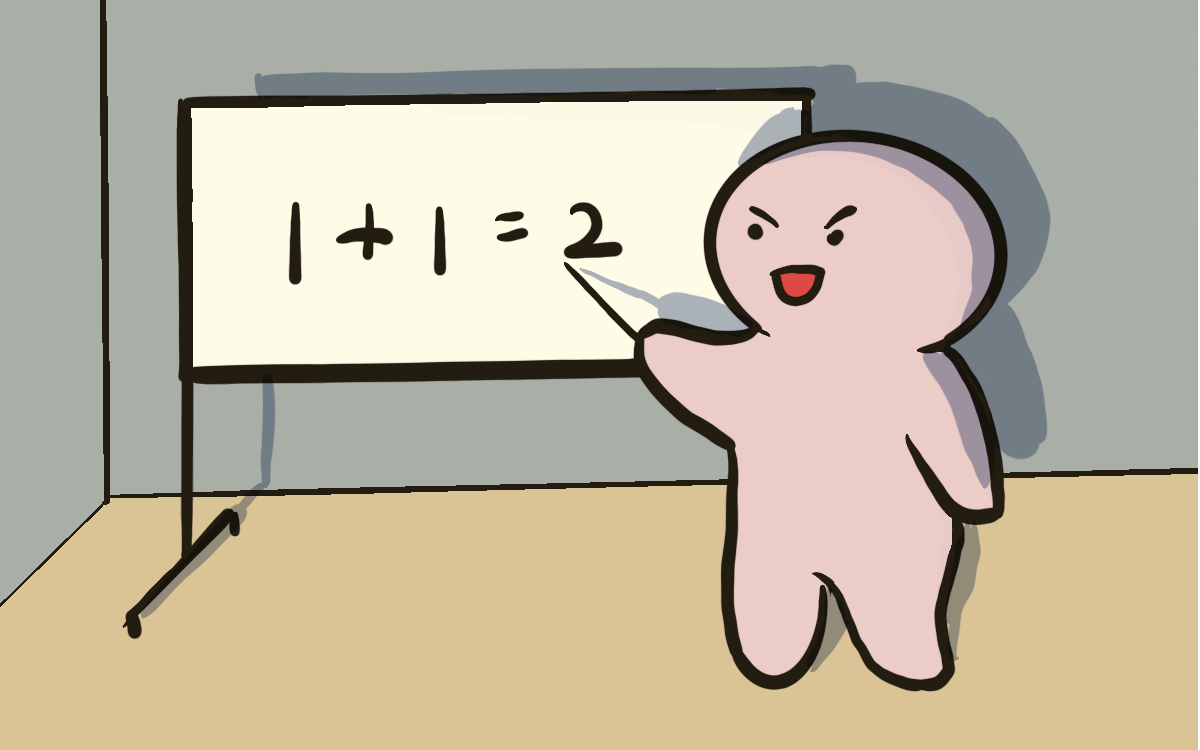 1 + 1 = 2